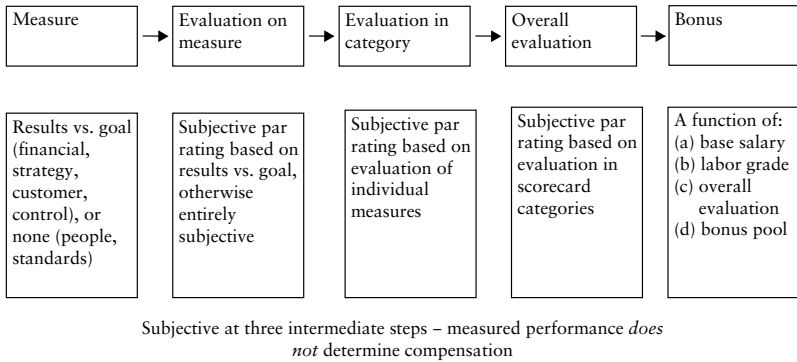 Measure
Evaluation on
measure
Evaluation in
category
Overall
evaluation
Bonus
Results vs. goal
(financial,
strategy,
customer,
control), or
none (people,
standards)
Subjective par
rating based on
results vs. goal,
otherwise
entirely
subjective
Subjective par
rating based on
evaluation of
individual
measures
Subjective par
rating based on
evaluation in
scorecard
categories
A function of:
(a) base salary
(b) labor grade
(c) overall
evaluation
(d) bonus pool
Subjective at three intermediate steps – measured performance does
not determine compensation